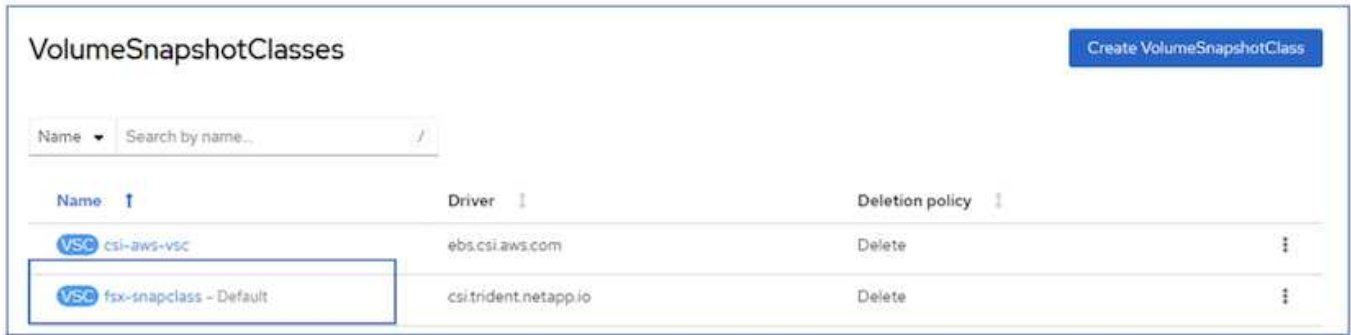 VolumeSnapshotClasses
Create VolumeSnapshotClass
Name Search by name... /
Name Driver Deletion policy
VSC csi-aws-vsc ebs.csi.aws.com Delete
VSC fsx-snapclass – Default csi.trident.netapp.io Delete